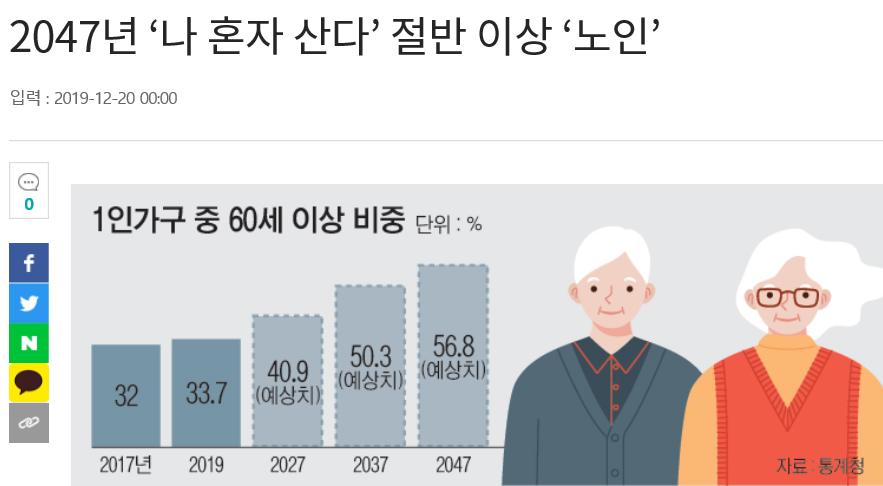 2047년 ‘나 혼자 산다’ 절반 이상 ‘노인’
입력 : 2019-12-20 00:00
0
f
N
1인가구 중 60세 이상 비중 단위 : %
32
33.7
40.9
(예상치)
50.3
(예상치)
56.8
(예상치)
2017년 2019 2027 2037 2047
자료 : 통계청